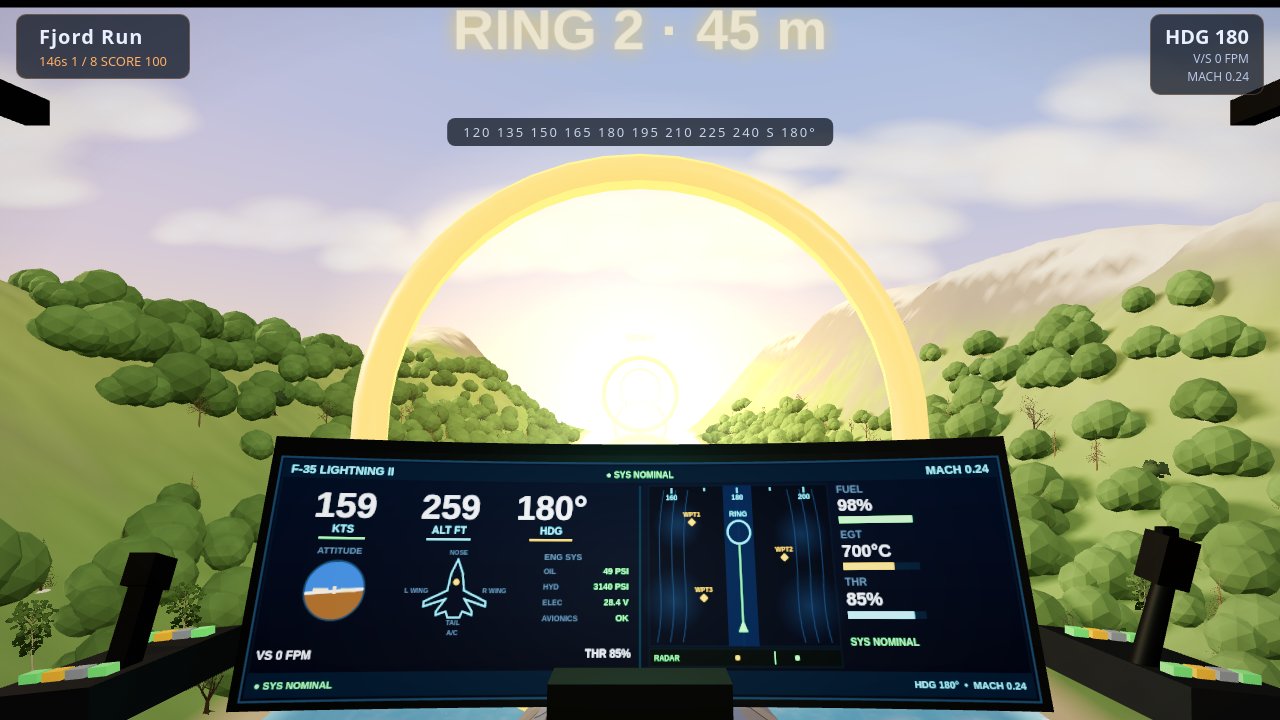 RING 2 · 45 m
Fjord Run
146s 1 / 8 SCORE 100
HDG 180
V/S 0 FPM
MACH 0.24
120 135 150 165 180 195 210 225 240 S 180°
F-35 LIGHTNING II
● SYS NOMINAL
MACH 0.24
159
KTS
259
ALT FT
180°
HDG
ATTITUDE
NOSE
L WING
R WING
TAIL
A/C
ENG SYS
OIL 49 PSI
HYD 3140 PSI
ELEC 28.4 V
AVIONICS OK
VS 0 FPM
THR 85%
160 180 200
RING
WPT1
WPT2
WPT3
RADAR
FUEL
98%
EGT
700°C
THR
85%
SYS NOMINAL
● SYS NOMINAL
HDG 180° • MACH 0.24